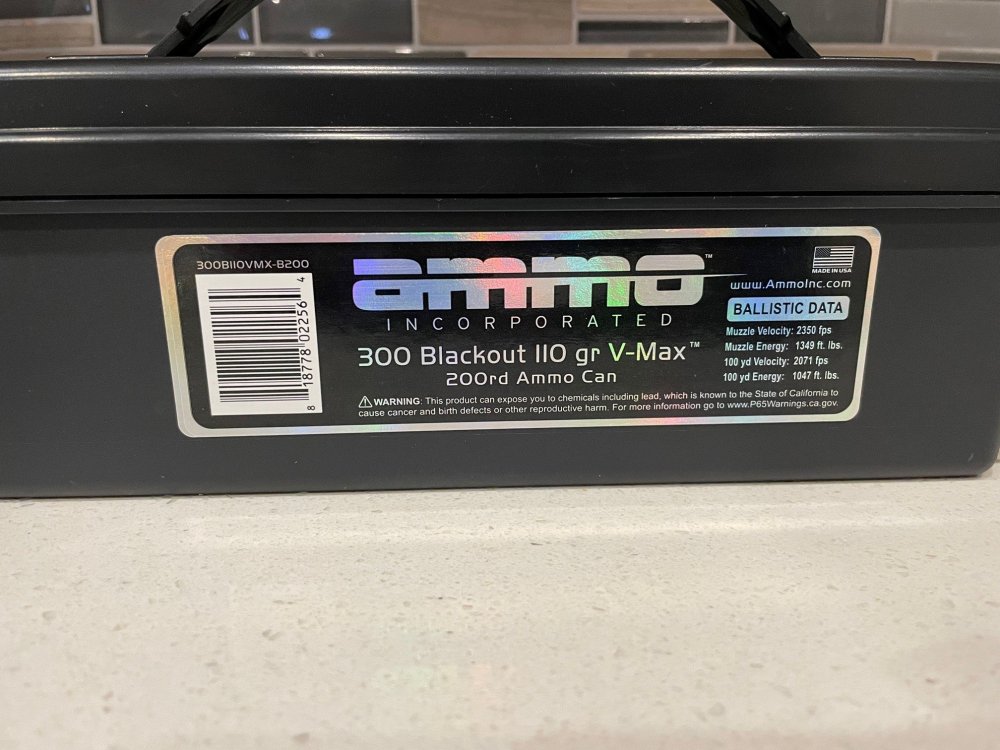 300B110VMX-B200
8 18778 02256 4
ammo™
INCORPORATED
300 Blackout 110 gr V-Max™
200rd Ammo Can
⚠WARNING: This product can expose you to chemicals including lead, which is known to the State of California to
cause cancer and birth defects or other reproductive harm. For more information go to www.P65Warnings.ca.gov.
MADE IN USA
www.AmmoInc.com
BALLISTIC DATA
Muzzle Velocity: 2350 fps
Muzzle Energy: 1349 ft. lbs.
100 yd Velocity: 2071 fps
100 yd Energy: 1047 ft. lbs.